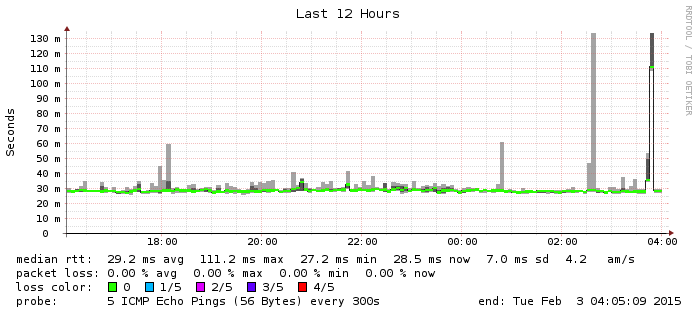 Last 12 Hours
RRDTOOL / TOBI OETIKER
Seconds
130 m
120 m
110 m
100 m
90 m
80 m
70 m
60 m
50 m
40 m
30 m
20 m
10 m
0
18:00 20:00 22:00 00:00 02:00 04:00
median rtt: 29.2 ms avg 111.2 ms max 27.2 ms min 28.5 ms now 7.0 ms sd 4.2 am/s
packet loss: 0.00 % avg 0.00 % max 0.00 % min 0.00 % now
loss color: 0 1/5 2/5 3/5 4/5
probe: 5 ICMP Echo Pings (56 Bytes) every 300s end: Tue Feb 3 04:05:09 2015